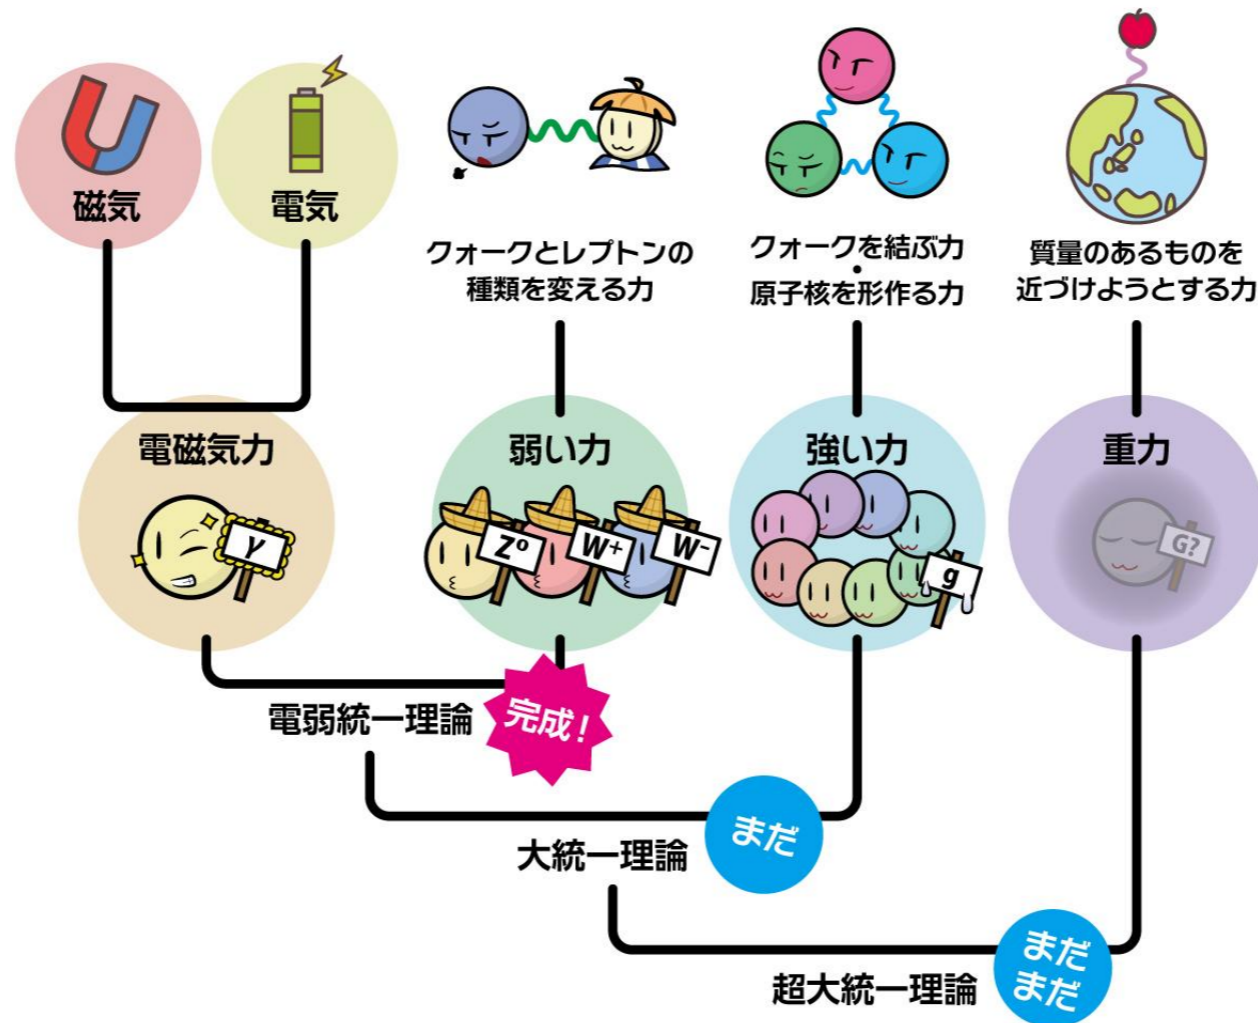 磁気
電気
クォークとレプトンの
種類を変える力
クォークを結ぶ力
・
原子核を形作る力
質量のあるものを
近づけようとする力
電磁気力
γ
弱い力
Z⁰
W⁺
W⁻
強い力
g
重力
G?
電弱統一理論
完成!
大統一理論
まだ
超大統一理論
まだ
まだ